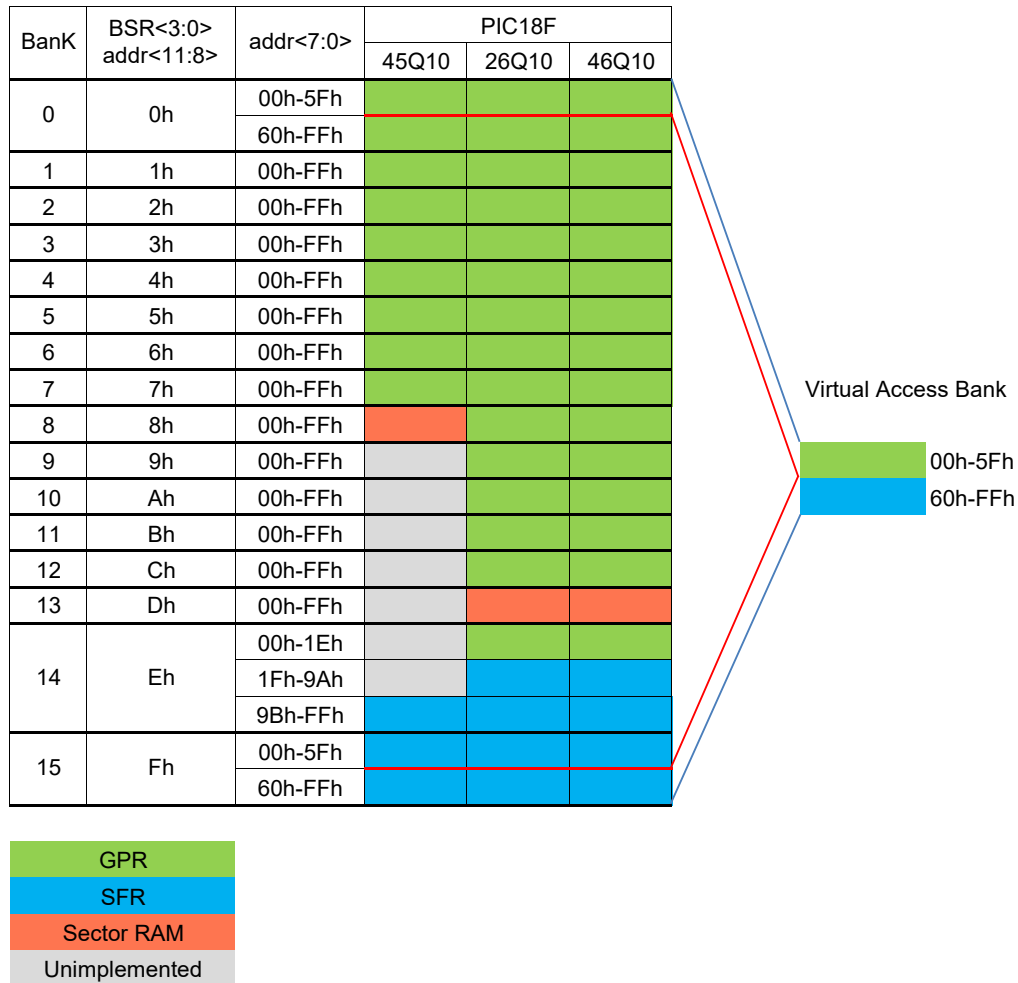 BanK BSR<3:0> addr<11:8> addr<7:0> PIC18F
45Q10 26Q10 46Q10
0 0h 00h-5Fh
60h-FFh
1 1h 00h-FFh
2 2h 00h-FFh
3 3h 00h-FFh
4 4h 00h-FFh
5 5h 00h-FFh
6 6h 00h-FFh
7 7h 00h-FFh
Virtual Access Bank
8 8h 00h-FFh
9 9h 00h-FFh
00h-5Fh
10 Ah 00h-FFh
60h-FFh
11 Bh 00h-FFh
12 Ch 00h-FFh
13 Dh 00h-FFh
14 Eh 00h-1Eh
1Fh-9Ah
9Bh-FFh
15 Fh 00h-5Fh
60h-FFh
GPR
SFR
Sector RAM
Unimplemented